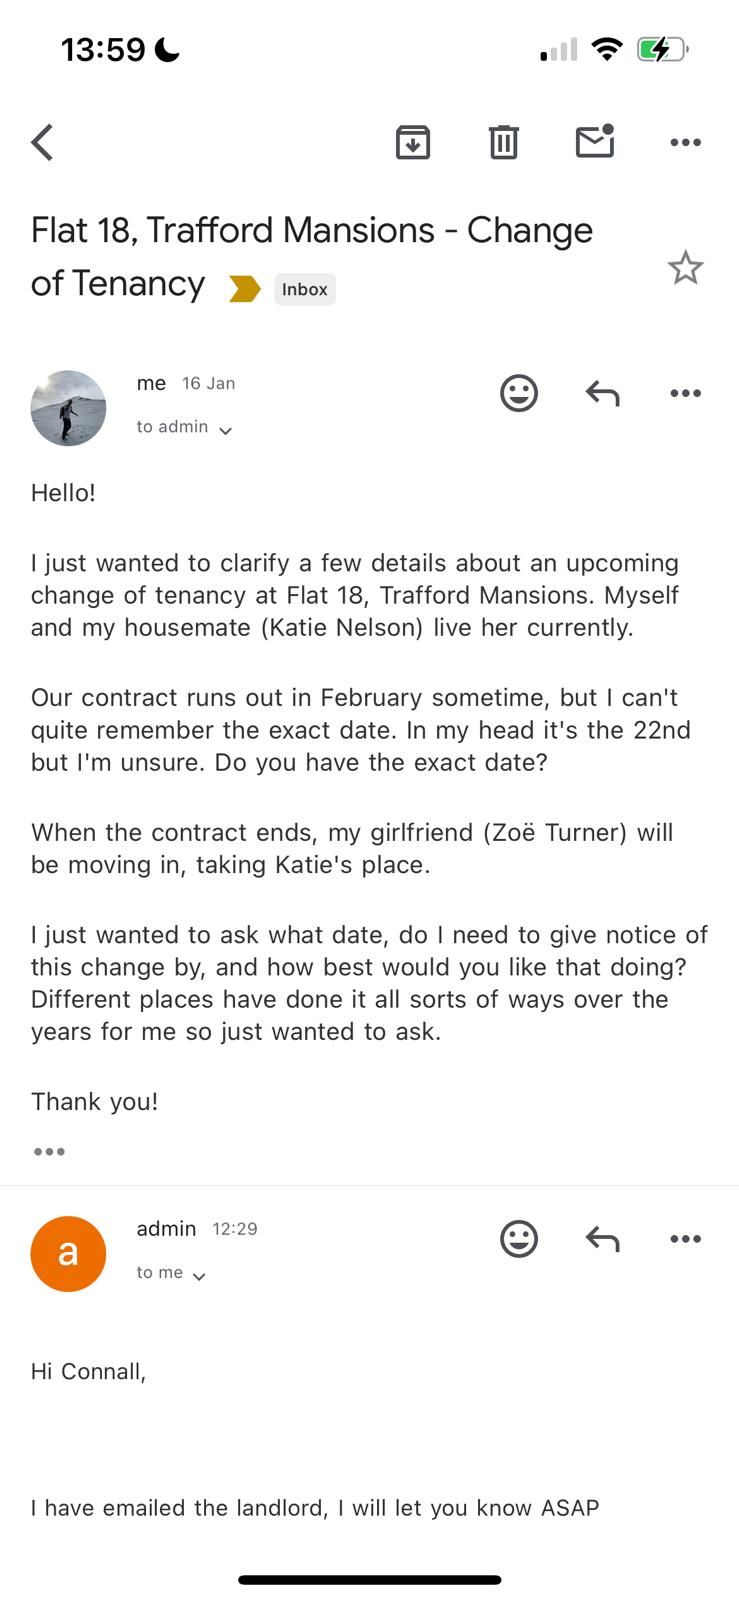 13:59
Flat 18, Trafford Mansions - Change
of Tenancy Inbox
me 16 Jan
to admin
Hello!
I just wanted to clarify a few details about an upcoming
change of tenancy at Flat 18, Trafford Mansions. Myself
and my housemate (Katie Nelson) live her currently.
Our contract runs out in February sometime, but I can't
quite remember the exact date. In my head it's the 22nd
but I'm unsure. Do you have the exact date?
When the contract ends, my girlfriend (Zoë Turner) will
be moving in, taking Katie's place.
I just wanted to ask what date, do I need to give notice of
this change by, and how best would you like that doing?
Different places have done it all sorts of ways over the
years for me so just wanted to ask.
Thank you!
a
admin 12:29
to me
Hi Connall,
I have emailed the landlord, I will let you know ASAP